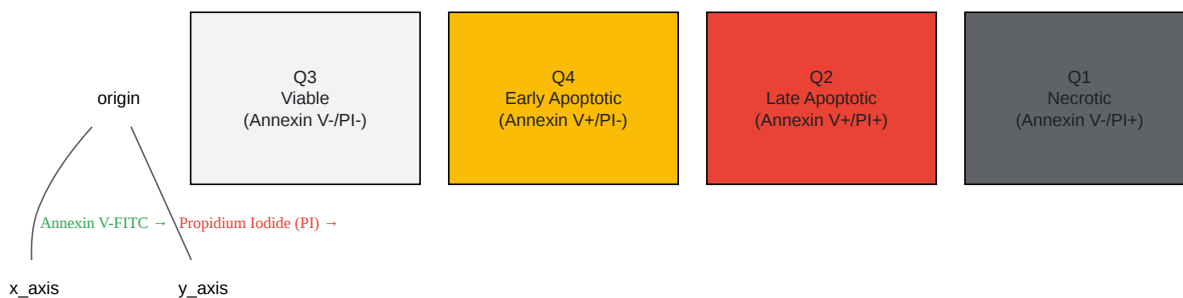 Q3
Viable
(Annexin V-/PI-)
Q4
Early Apoptotic
(Annexin V+/PI-)
Q2
Late Apoptotic
(Annexin V+/PI+)
Q1
Necrotic
(Annexin V-/PI+)
origin
Annexin V-FITC →
Propidium Iodide (PI) →
x_axis
y_axis